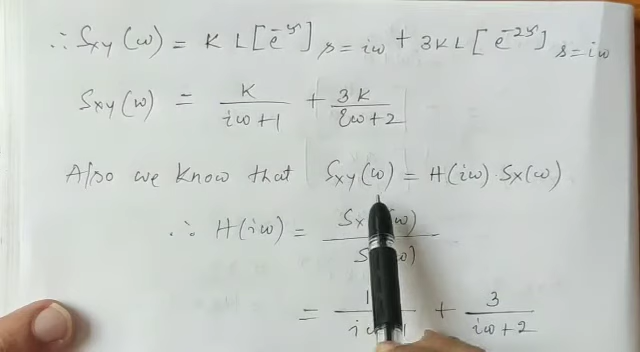 ∴ Sxy(ω) = K L[e^-τ] s=iω + 3K L[e^-2τ] s=iω
Sxy(ω) = K/(iω+1) + 3K/(iω+2)
Also we know that Sxy(ω) = H(iω)·Sx(ω)
∴ H(iω) =
= + 3/(iω+2)